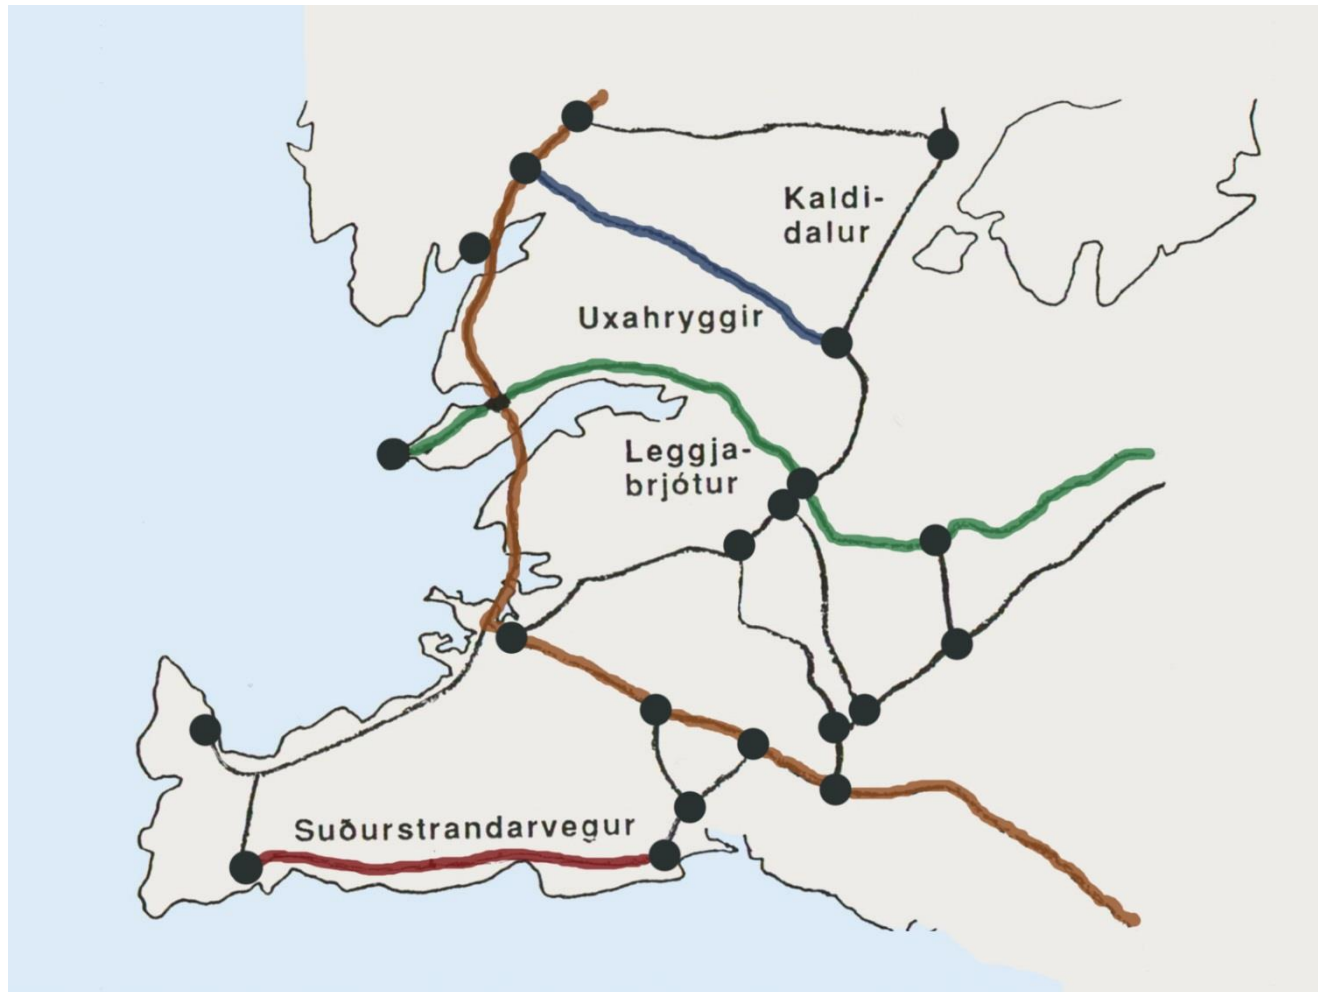 Kaldi-
dalur
Uxahryggir
Leggja-
brjótur
Suðurstrandarvegur